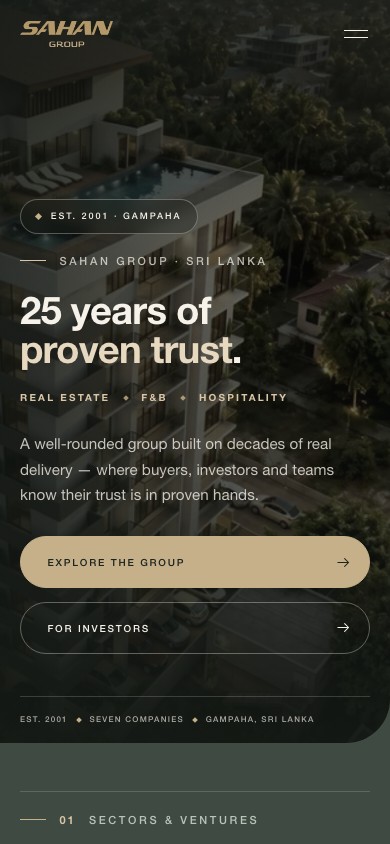 SAHAN
GROUP
EST. 2001 · GAMPAHA
SAHAN GROUP · SRI LANKA
25 years of
proven trust.
REAL ESTATE ◆ F&B ◆ HOSPITALITY
A well-rounded group built on decades of real
delivery — where buyers, investors and teams
know their trust is in proven hands.
EXPLORE THE GROUP →
FOR INVESTORS →
EST. 2001 ◆ SEVEN COMPANIES ◆ GAMPAHA, SRI LANKA
01 SECTORS & VENTURES